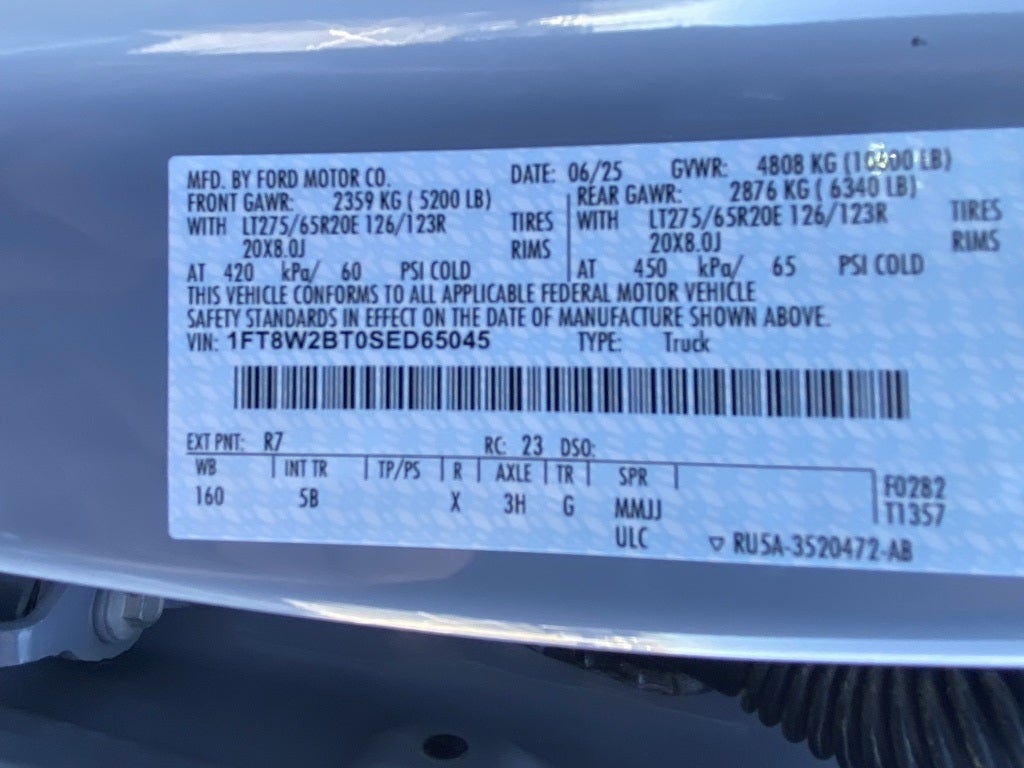 MFD. BY FORD MOTOR CO. DATE: 06/25 GVWR: 4808 KG
FRONT GAWR: 2359 KG ( 5200 LB) REAR GAWR: 2876 KG ( 6340 LB)
WITH LT275/65R20E 126/123R TIRES WITH LT275/65R20E 126/123R TIRES
20X8.0J RIMS 20X8.0J RIMS
AT 420 kPa/ 60 PSI COLD AT 450 kPa/ 65 PSI COLD
THIS VEHICLE CONFORMS TO ALL APPLICABLE FEDERAL MOTOR VEHICLE
SAFETY STANDARDS IN EFFECT ON THE DATE OF MANUFACTURE SHOWN ABOVE.
VIN: 1FT8W2BT0SED65045 TYPE: Truck
EXT PNT: R7 RC: 23 DSO:
WB INT TR TP/PS R AXLE TR SPR
160 5B X 3H G MMJJ
ULC
F0282
T1357
RU5A-3520472-AB